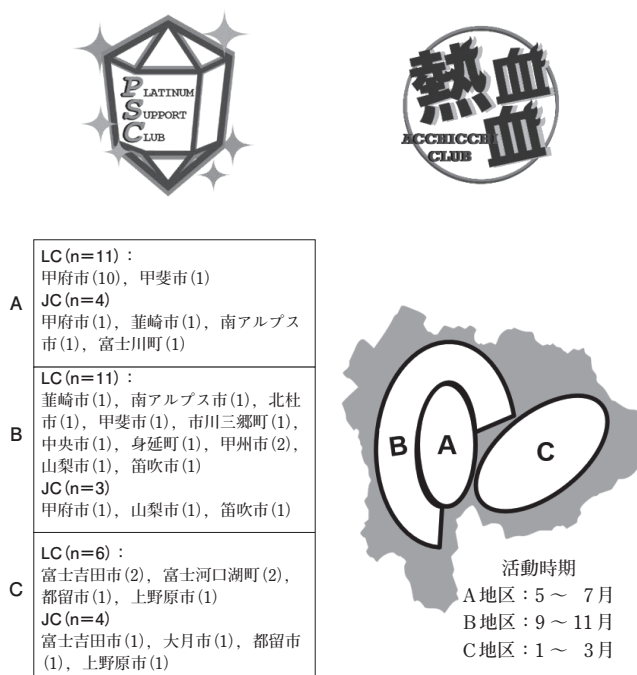 PLATINUM
SUPPORT
CLUB
熱血
血
ACCHICCHI
CLUB
A
LC(n=11):
甲府市(10),甲斐市(1)
JC(n=4)
甲府市(1),韮崎市(1),南アルプス
市(1),富士川町(1)
B
LC(n=11):
韮崎市(1),南アルプス市(1),北杜
市(1),甲斐市(1),市川三郷町(1),
中央市(1),身延町(1),甲州市(2),
山梨市(1),笛吹市(1)
JC(n=3)
甲府市(1),山梨市(1),笛吹市(1)
C
LC(n=6):
富士吉田市(2),富士河口湖町(2),
都留市(1),上野原市(1)
JC(n=4)
富士吉田市(1),大月市(1),都留市
(1),上野原市(1)
B
A
C
活動時期
A地区:5~ 7月
B地区:9~11月
C地区:1~ 3月